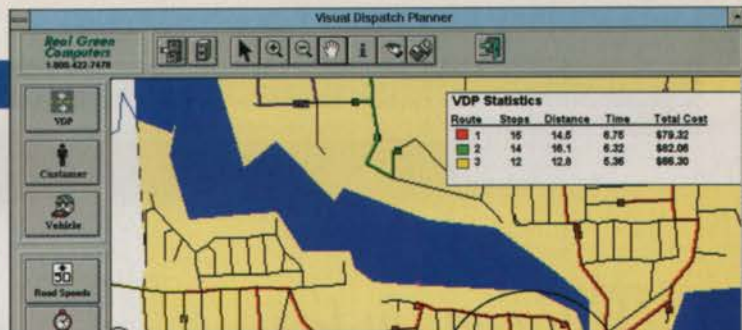 Visual Dispatch Planner
Real Green
Computers
1-800-422-7478
VDP
Customer
Vehicle
Road Speeds
VDP Statistics
Route Stops Distance Time Total Cost
1 15 14.5 6.75 $79.32
2 14 16.1 6.32 $82.06
3 12 12.8 5.36 $66.30